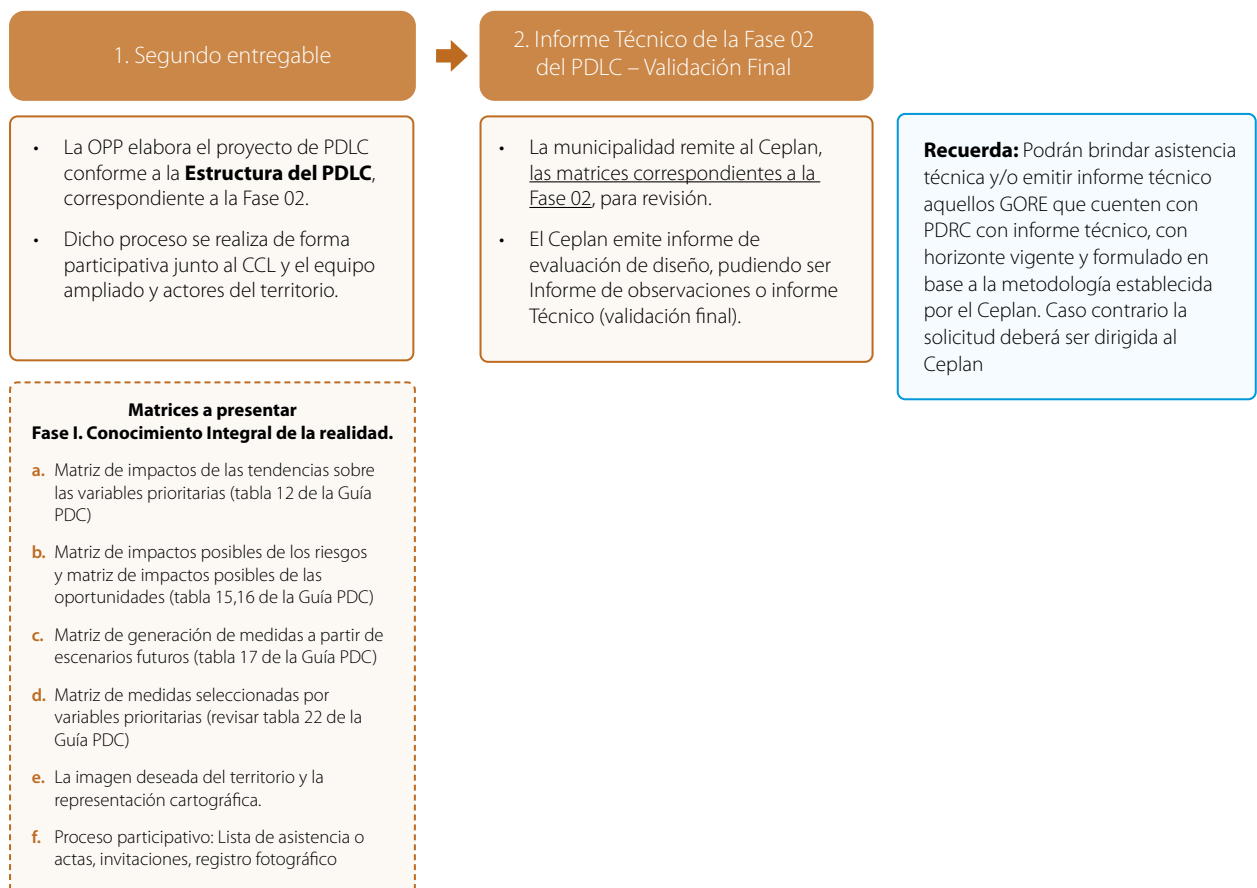 1. Segundo entregable
2. Informe Técnico de la Fase 02
del PDLC – Validación Final
• La OPP elabora el proyecto de PDLC
conforme a la Estructura del PDLC,
correspondiente a la Fase 02.
• Dicho proceso se realiza de forma
participativa junto al CCL y el equipo
ampliado y actores del territorio.
• La municipalidad remite al Ceplan,
las matrices correspondientes a la
Fase 02, para revisión.
• El Ceplan emite informe de
evaluación de diseño, pudiendo ser
Informe de observaciones o informe
Técnico (validación final).
Recuerda: Podrán brindar asistencia
técnica y/o emitir informe técnico
aquellos GORE que cuenten con
PDRC con informe técnico, con
horizonte vigente y formulado en
base a la metodología establecida
por el Ceplan. Caso contrario la
solicitud deberá ser dirigida al
Ceplan
Matrices a presentar
Fase I. Conocimiento Integral de la realidad.
a. Matriz de impactos de las tendencias sobre
las variables prioritarias (tabla 12 de la Guía
PDC)
b. Matriz de impactos posibles de los riesgos
y matriz de impactos posibles de las
oportunidades (tabla 15,16 de la Guía PDC)
c. Matriz de generación de medidas a partir de
escenarios futuros (tabla 17 de la Guía PDC)
d. Matriz de medidas seleccionadas por
variables prioritarias (revisar tabla 22 de la
Guía PDC)
e. La imagen deseada del territorio y la
representación cartográfica.
f. Proceso participativo: Lista de asistencia o
actas, invitaciones, registro fotográfico